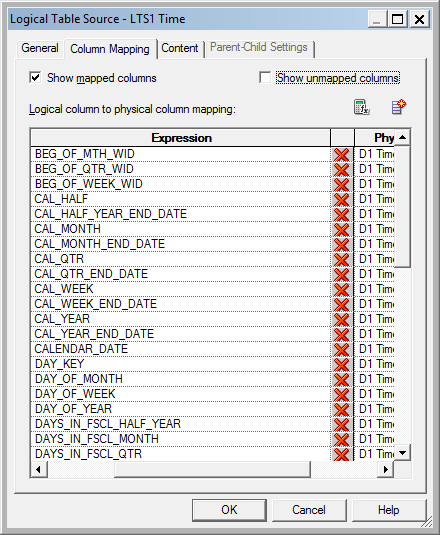 Logical Table Source - LTS1 Time
General Column Mapping Content Parent-Child Settings
Show mapped columns Show unmapped columns
Logical column to physical column mapping:
Expression Phy
BEG_OF_MTH_WID D1 Time
BEG_OF_QTR_WID D1 Time
BEG_OF_WEEK_WID D1 Time
CAL_HALF D1 Time
CAL_HALF_YEAR_END_DATE D1 Time
CAL_MONTH D1 Time
CAL_MONTH_END_DATE D1 Time
CAL_QTR D1 Time
CAL_QTR_END_DATE D1 Time
CAL_WEEK D1 Time
CAL_WEEK_END_DATE D1 Time
CAL_YEAR D1 Time
CAL_YEAR_END_DATE D1 Time
CALENDAR_DATE D1 Time
DAY_KEY D1 Time
DAY_OF_MONTH D1 Time
DAY_OF_WEEK D1 Time
DAY_OF_YEAR D1 Time
DAYS_IN_FSCL_HALF_YEAR D1 Time
DAYS_IN_FSCL_MONTH D1 Time
DAYS_IN_FSCL_QTR D1 Time
OK Cancel Help